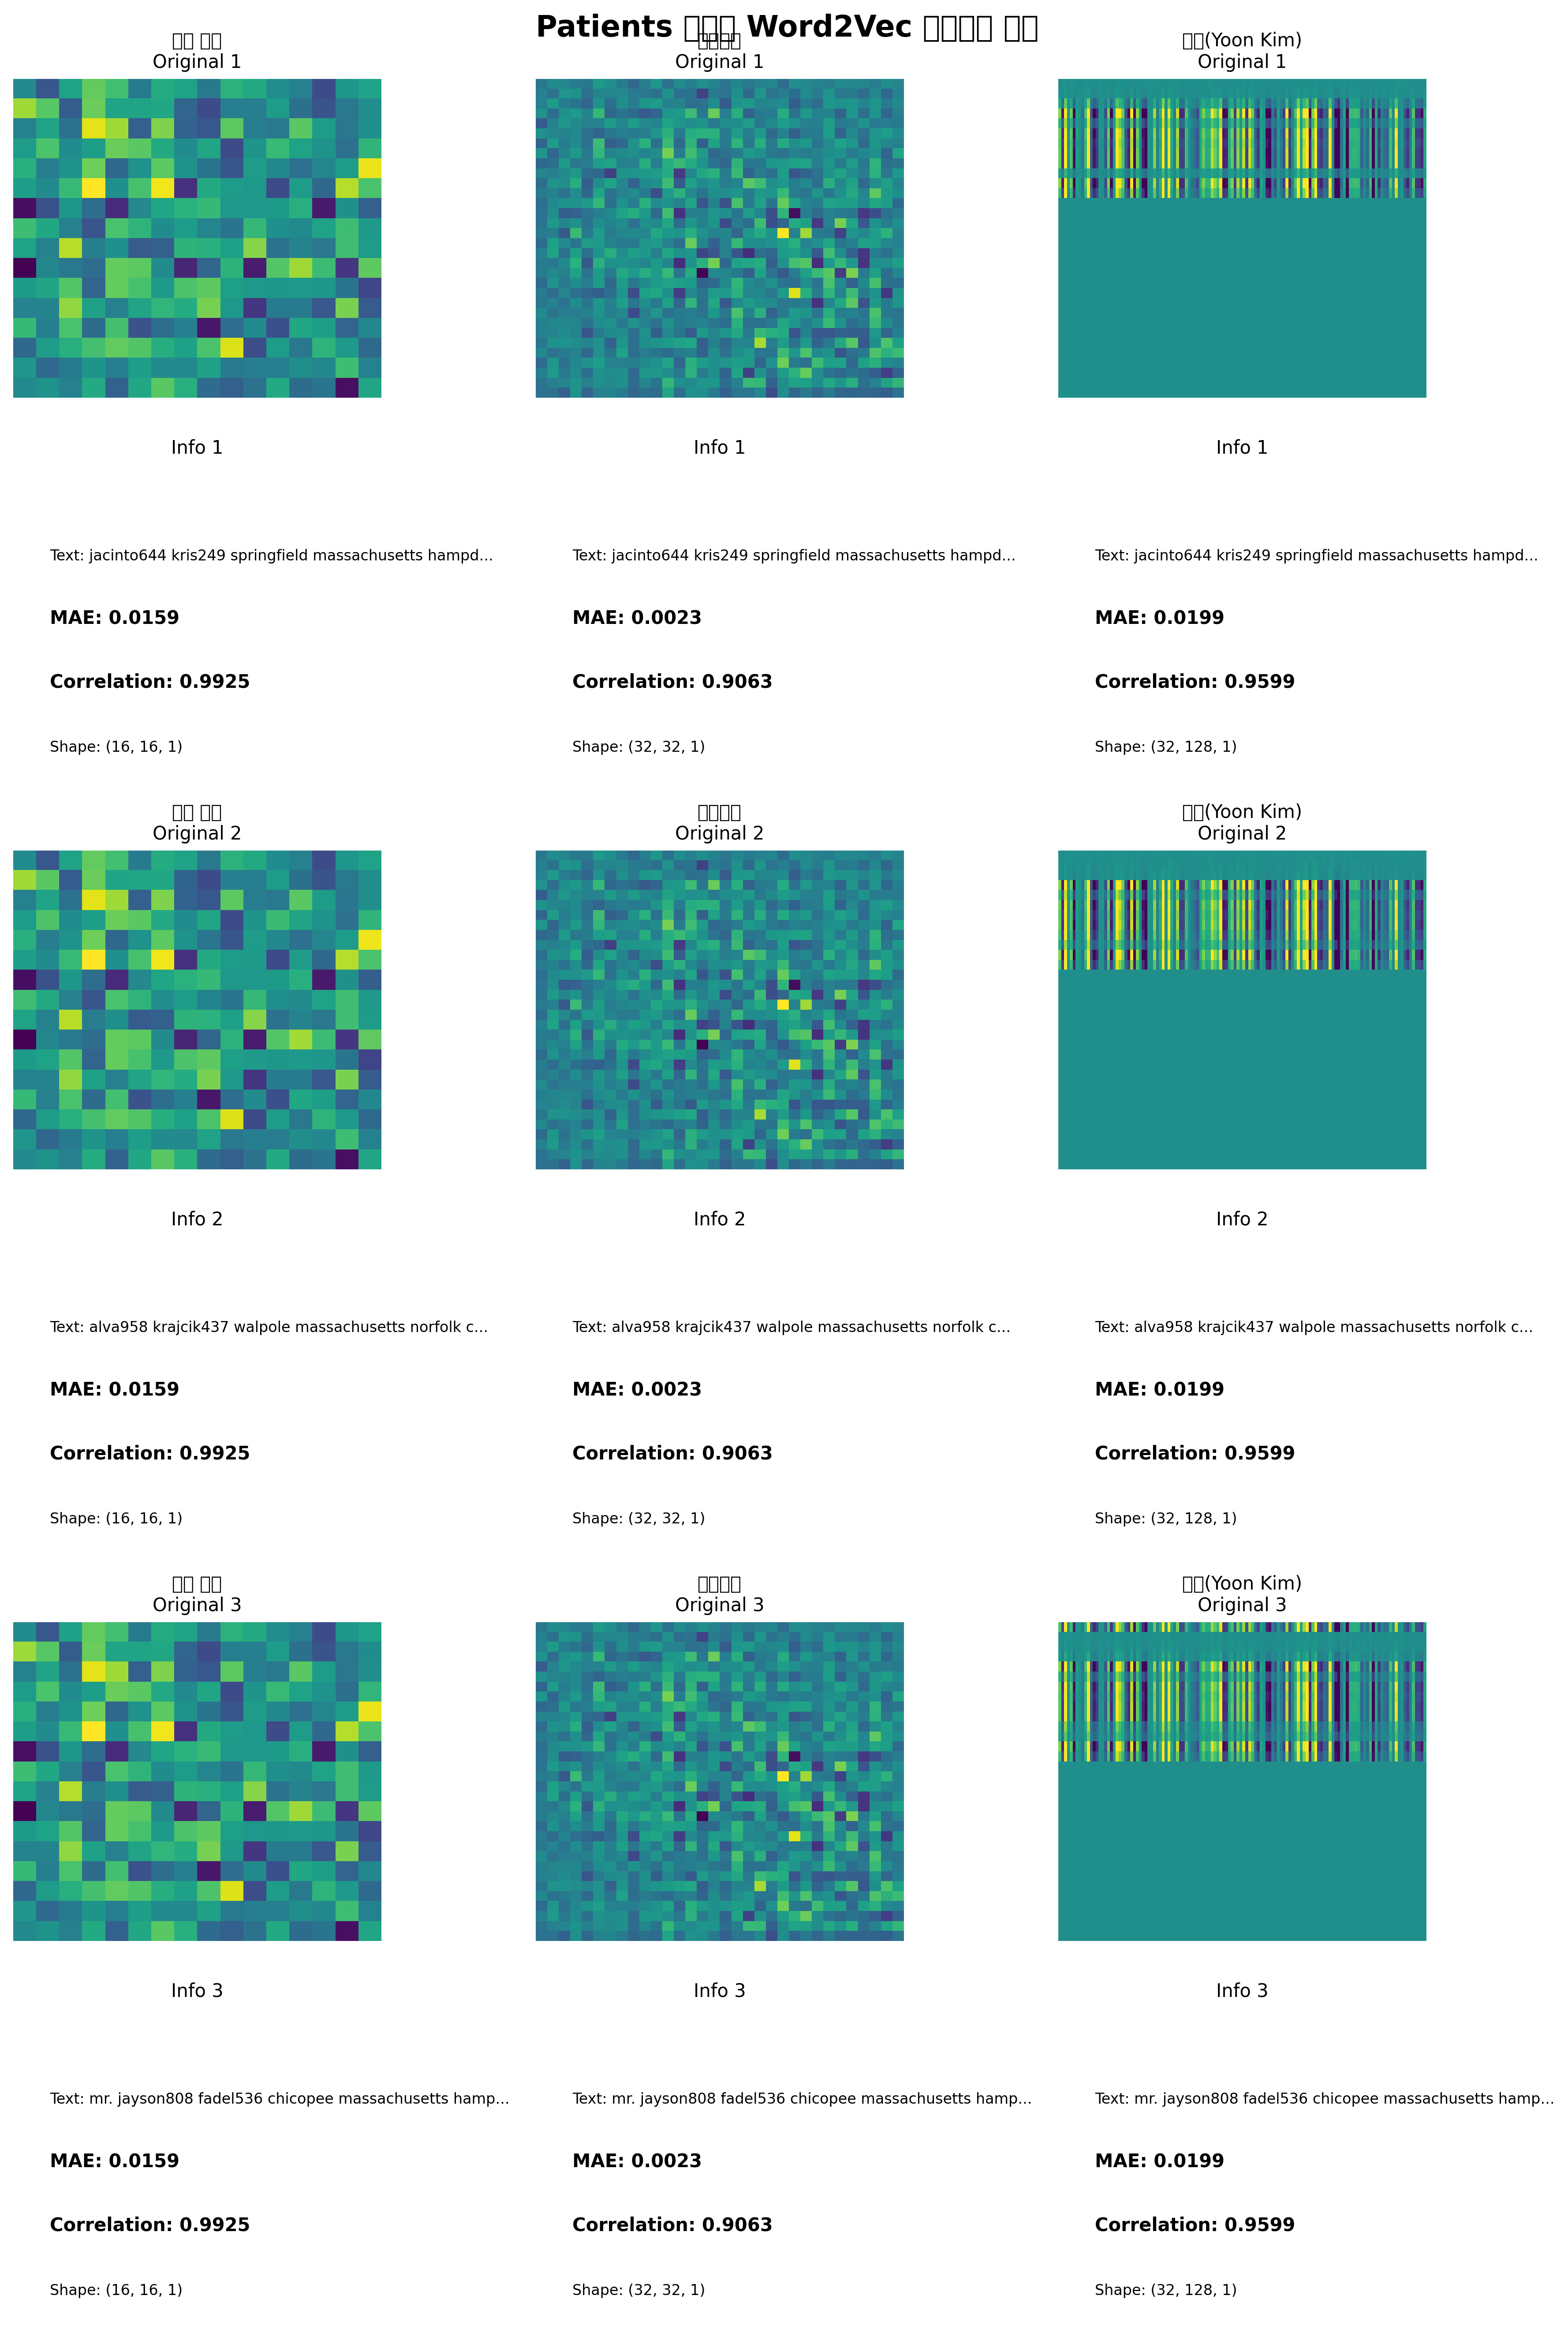 Patients Word2Vec
Original 1
Original 1
(Yoon Kim)
Original 1
Info 1
Info 1
Info 1
Text: jacinto644 kris249 springfield massachusetts hampd...
Text: jacinto644 kris249 springfield massachusetts hampd...
Text: jacinto644 kris249 springfield massachusetts hampd...
MAE: 0.0159
MAE: 0.0023
MAE: 0.0199
Correlation: 0.9925
Correlation: 0.9063
Correlation: 0.9599
Shape: (16, 16, 1)
Shape: (32, 32, 1)
Shape: (32, 128, 1)
Original 2
Original 2
(Yoon Kim)
Original 2
Info 2
Info 2
Info 2
Text: alva958 krajcik437 walpole massachusetts norfolk c...
Text: alva958 krajcik437 walpole massachusetts norfolk c...
Text: alva958 krajcik437 walpole massachusetts norfolk c...
MAE: 0.0159
MAE: 0.0023
MAE: 0.0199
Correlation: 0.9925
Correlation: 0.9063
Correlation: 0.9599
Shape: (16, 16, 1)
Shape: (32, 32, 1)
Shape: (32, 128, 1)
Original 3
Original 3
(Yoon Kim)
Original 3
Info 3
Info 3
Info 3
Text: mr. jayson808 fadel536 chicopee massachusetts hamp...
Text: mr. jayson808 fadel536 chicopee massachusetts hamp...
Text: mr. jayson808 fadel536 chicopee massachusetts hamp...
MAE: 0.0159
MAE: 0.0023
MAE: 0.0199
Correlation: 0.9925
Correlation: 0.9063
Correlation: 0.9599
Shape: (16, 16, 1)
Shape: (32, 32, 1)
Shape: (32, 128, 1)